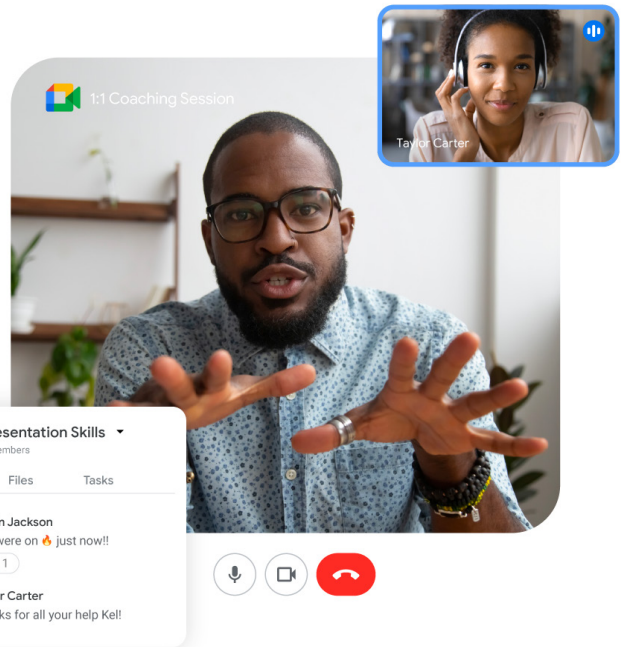 1:1 Coaching Session
Taylor Carter
esentation Skills
embers
Files Tasks
n Jackson
were on 🔥 just now!!
1
r Carter
ks for all your help Kel!